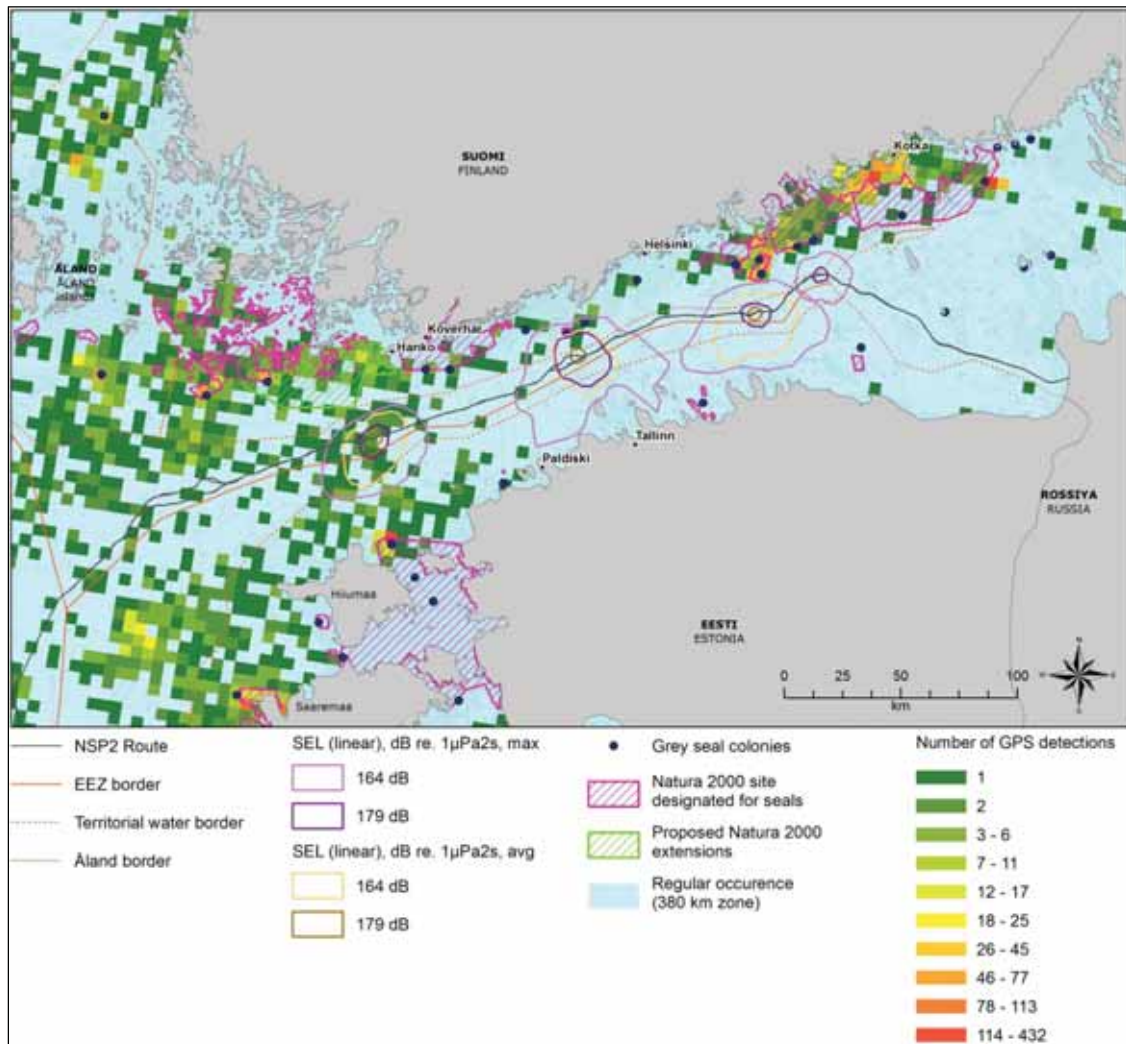 SUOMI
FINLAND
Kotka
Helsinki
ÅLAND
ÅLAND
Islands
Koverhar
Hanko
Tallinn
Paldiski
ROSSIYA
RUSSIA
Hiiumaa
EESTI
ESTONIA
Saaremaa
N
W
E
S
0 25 50 100
km
NSP2 Route
EEZ border
Territorial water border
Åland border
SEL (linear), dB re. 1µPa2s, max
164 dB
179 dB
SEL (linear), dB re. 1µPa2s, avg
164 dB
179 dB
Grey seal colonies
Natura 2000 site
designated for seals
Proposed Natura 2000
extensions
Regular occurence
(380 km zone)
Number of GPS detections
1
2
3 - 6
7 - 11
12 - 17
18 - 25
26 - 45
46 - 77
78 - 113
114 - 432